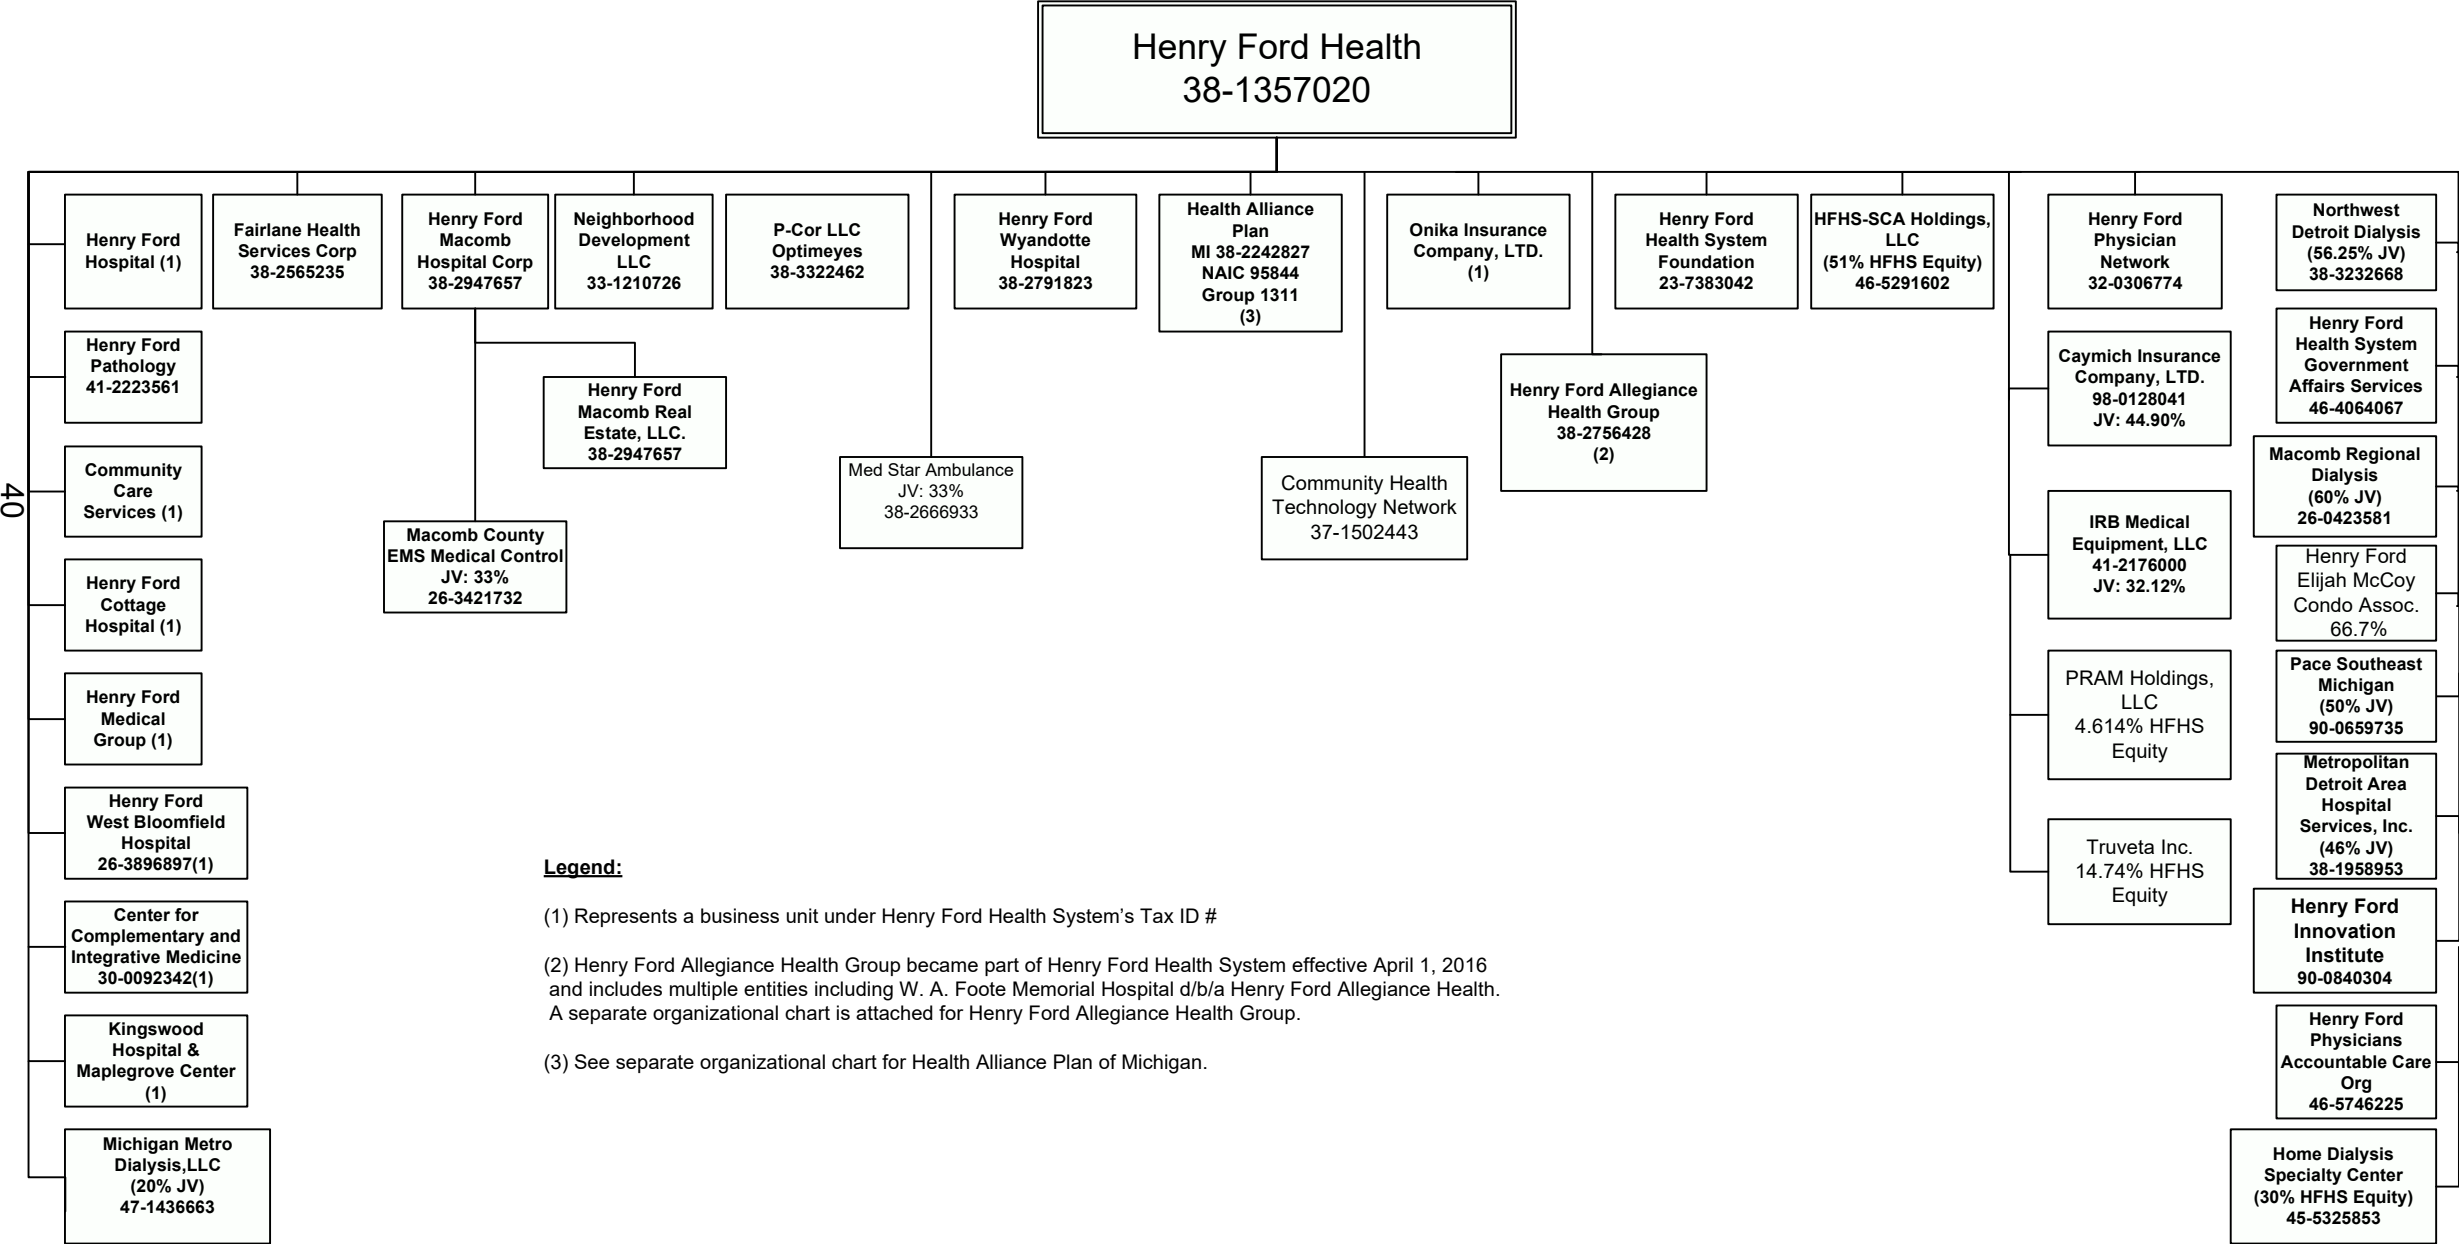 Henry Ford Health
38-1357020
Henry Ford
Hospital (1)
Fairlane Health
Services Corp
38-2565235
Henry Ford
Macomb
Hospital Corp
38-2947657
Neighborhood
Development
LLC
33-1210726
P-Cor LLC
Optimeyes
38-3322462
Henry Ford
Wyandotte
Hospital
38-2791823
Health Alliance
Plan
MI 38-2242827
NAIC 95844
Group 1311
(3)
Onika Insurance
Company, LTD.
(1)
Henry Ford
Health System
Foundation
23-7383042
HFHS-SCA Holdings,
LLC
(51% HFHS Equity)
46-5291602
Henry Ford
Physician
Network
32-0306774
Northwest
Detroit Dialysis
(56.25% JV)
38-3232668
Henry Ford
Pathology
41-2223561
Henry Ford
Macomb Real
Estate, LLC.
38-2947657
Henry Ford Allegiance
Health Group
38-2756428
(2)
Caymich Insurance
Company, LTD.
98-0128041
JV: 44.90%
Henry Ford
Health System
Government
Affairs Services
46-4064067
40
Community
Care
Services (1)
Macomb County
EMS Medical Control
JV: 33%
26-3421732
Med Star Ambulance
JV: 33%
38-2666933
Community Health
Technology Network
37-1502443
IRB Medical
Equipment, LLC
41-2176000
JV: 32.12%
Macomb Regional
Dialysis
(60% JV)
26-0423581
Henry Ford
Cottage
Hospital (1)
Henry Ford
Elijah McCoy
Condo Assoc.
66.7%
Henry Ford
Medical
Group (1)
PRAM Holdings,
LLC
4.614% HFHS
Equity
Pace Southeast
Michigan
(50% JV)
90-0659735
Henry Ford
West Bloomfield
Hospital
26-3896897(1)
Truveta Inc.
14.74% HFHS
Equity
Metropolitan
Detroit Area
Hospital
Services, Inc.
(46% JV)
38-1958953
Center for
Complementary and
Integrative Medicine
30-0092342(1)
Henry Ford
Innovation
Institute
90-0840304
Kingswood
Hospital &
Maplegrove Center
(1)
Henry Ford
Physicians
Accountable Care
Org
46-5746225
Michigan Metro
Dialysis,LLC
(20% JV)
47-1436663
Home Dialysis
Specialty Center
(30% HFHS Equity)
45-5325853
Legend:
(1) Represents a business unit under Henry Ford Health System’s Tax ID #
(2) Henry Ford Allegiance Health Group became part of Henry Ford Health System effective April 1, 2016
and includes multiple entities including W. A. Foote Memorial Hospital d/b/a Henry Ford Allegiance Health.
A separate organizational chart is attached for Henry Ford Allegiance Health Group.
(3) See separate organizational chart for Health Alliance Plan of Michigan.